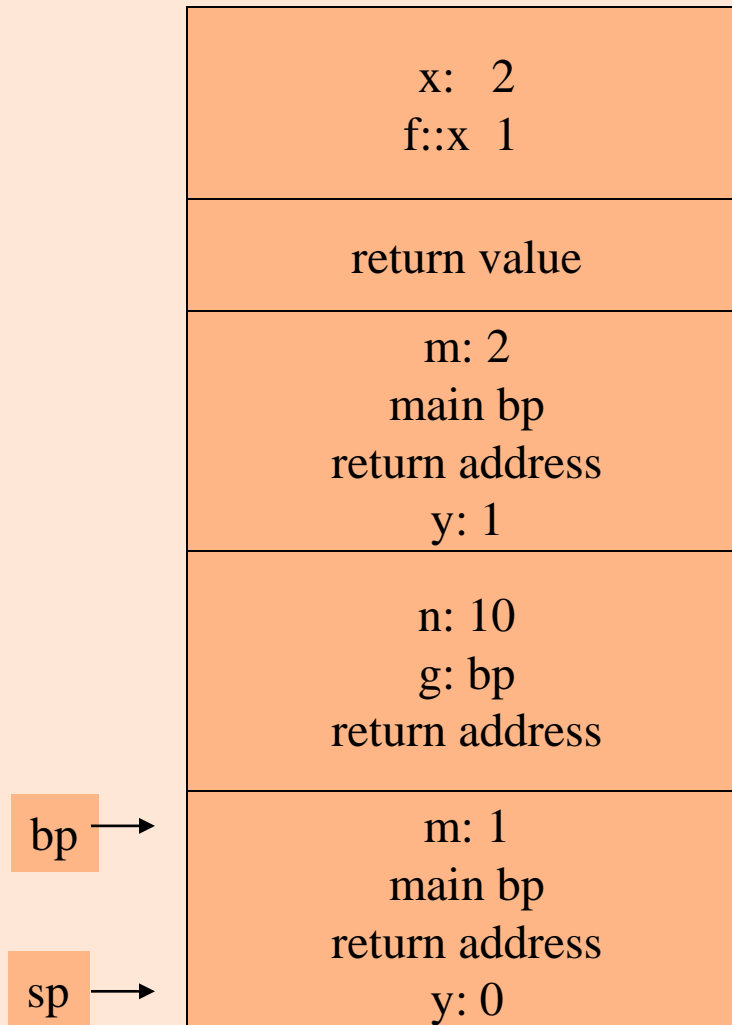 x: 2
f::x 1
return value
m: 2
main bp
return address
y: 1
n: 10
g: bp
return address
bp
m: 1
main bp
return address
sp
y: 0